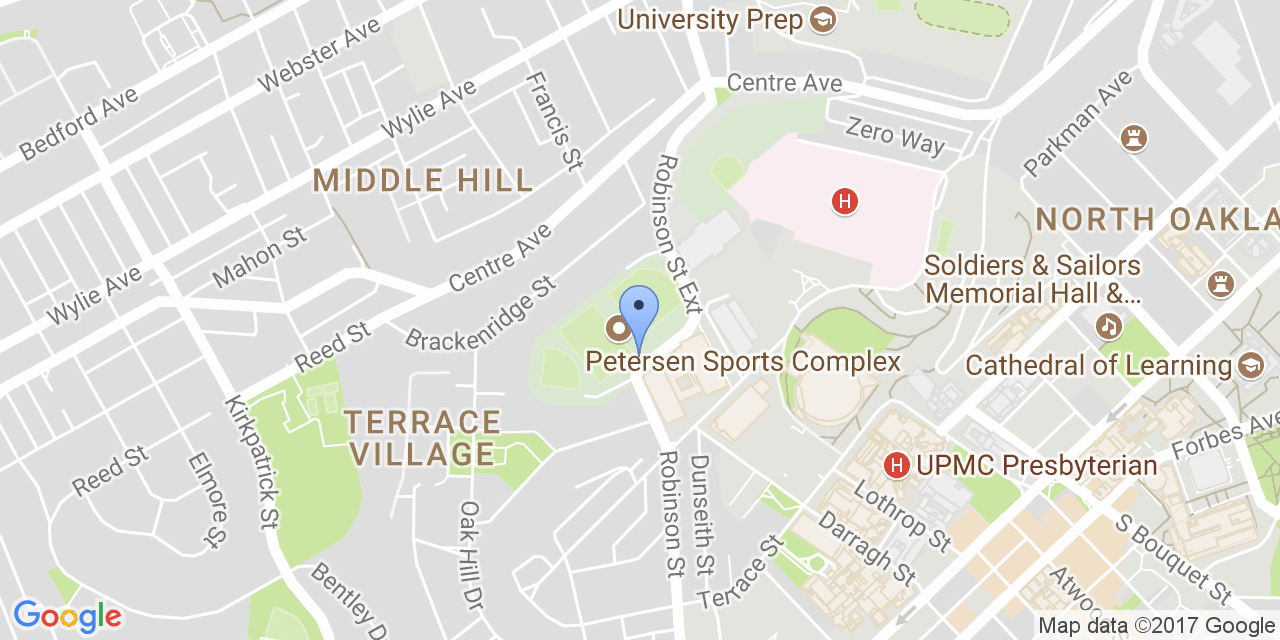 University Prep
Webster Ave
Centre Ave
Bedford Ave
Wylie Ave
Francis St
Zero Way
Parkman Ave
MIDDLE HILL
Robinson St Ext
H
NORTH OAKLA
Mahon St
Centre Ave
Soldiers & Sailors
Memorial Hall &...
Wylie Ave
Brackenridge St
Reed St
Petersen Sports Complex
Cathedral of Learning
Kirkpatrick St
TERRACE
VILLAGE
Forbes Ave
Reed St
Elmore St
Oak Hill Dr
Robinson St
Dunseith St
H
UPMC Presbyterian
Lothrop St
Darragh St
S Bouquet St
Terrace St
Bentley D
Atwoo
Google
Map data ©2017 Google